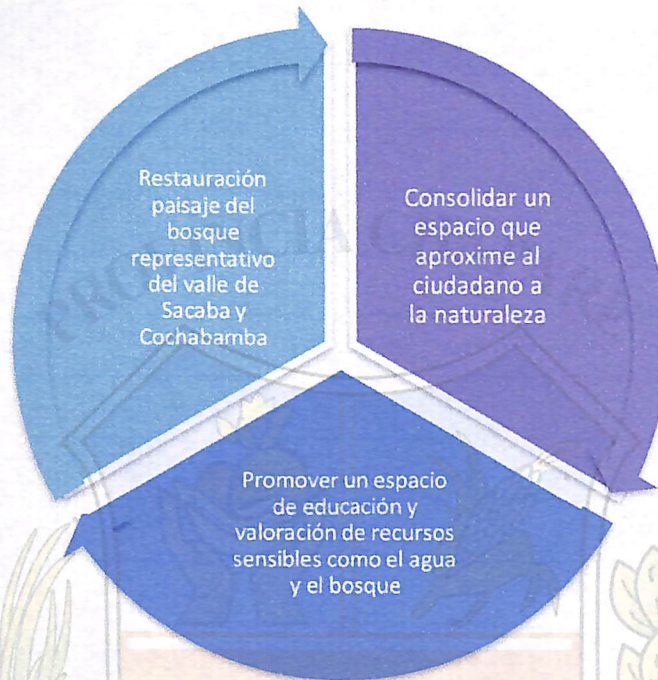 Restauración
paisaje del
bosque
representativo
del valle de
Sacaba y
Cochabamba
Consolidar un
espacio que
aproxime al
ciudadano a
la naturaleza
Promover un espacio
de educación y
valoración de recursos
sensibles como el agua
y el bosque